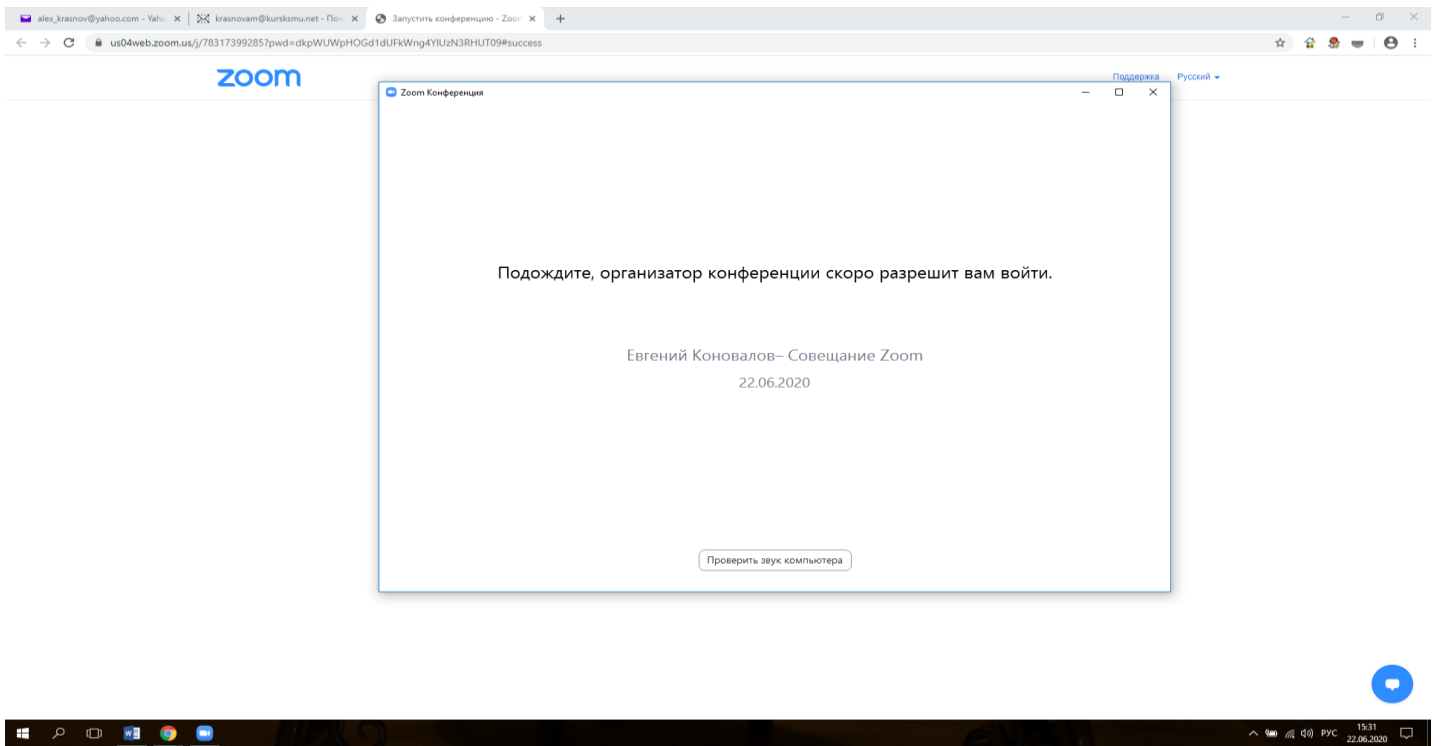 alex_krasnov@yahoo.com - Yaho
krasnovam@kursksmu.net - Поч
Запустить конференцию - Zoom
us04web.zoom.us/j/78317399285?pwd=dkpWUWpHOGd1dUFkWng4YlUzN3RHUT09#success
zoom
Поддержка Русский
Zoom Конференция
Подождите, организатор конференции скоро разрешит вам войти.
Евгений Коновалов– Совещание Zoom
22.06.2020
Проверить звук компьютера
РУС
15:31
22.06.2020